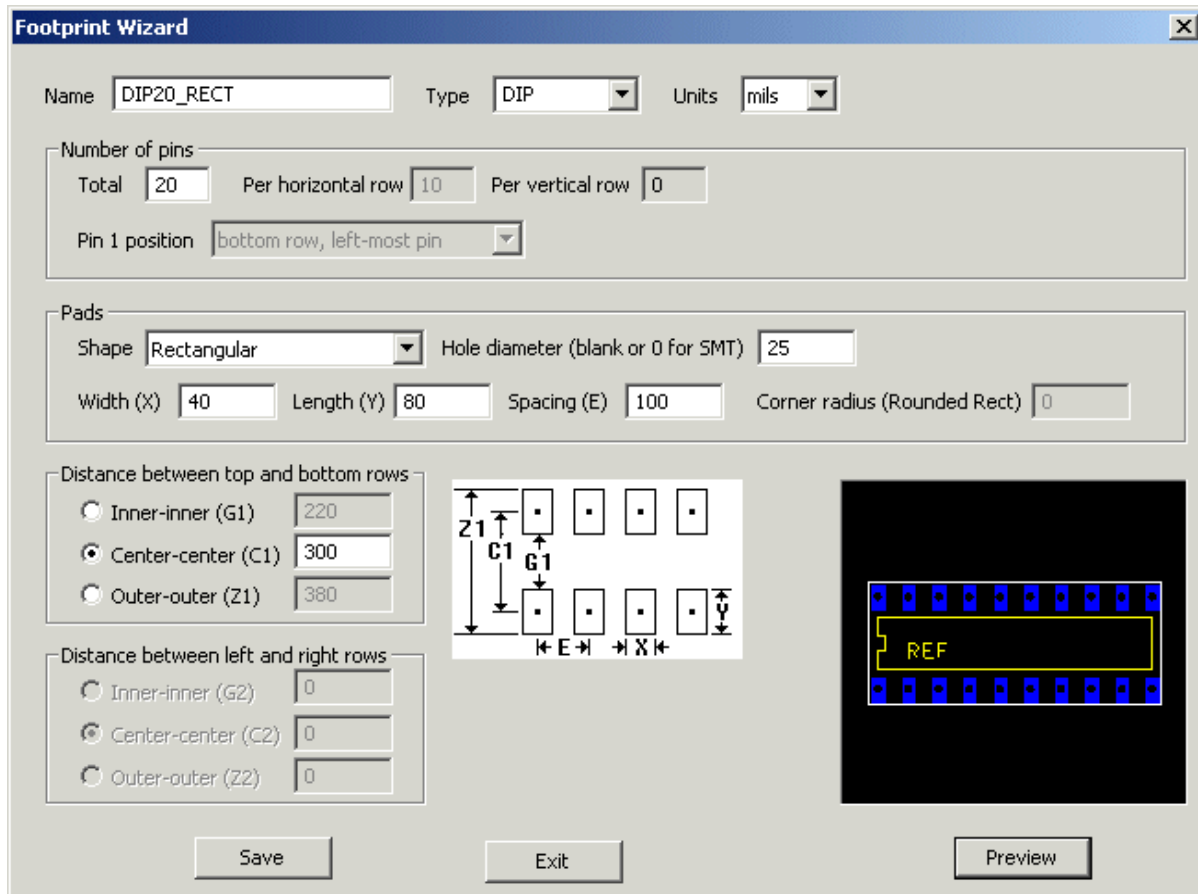 Footprint Wizard
Name DIP20_RECT Type DIP Units mils
Number of pins
Total 20 Per horizontal row 10 Per vertical row 0
Pin 1 position bottom row, left-most pin
Pads
Shape Rectangular Hole diameter (blank or 0 for SMT) 25
Width (X) 40 Length (Y) 80 Spacing (E) 100 Corner radius (Rounded Rect) 0
Distance between top and bottom rows
Inner-inner (G1) 220
Center-center (C1) 300
Outer-outer (Z1) 380
Z1 C1 G1 Y
E X
REF
Distance between left and right rows
Inner-inner (G2) 0
Center-center (C2) 0
Outer-outer (Z2) 0
Save Exit Preview